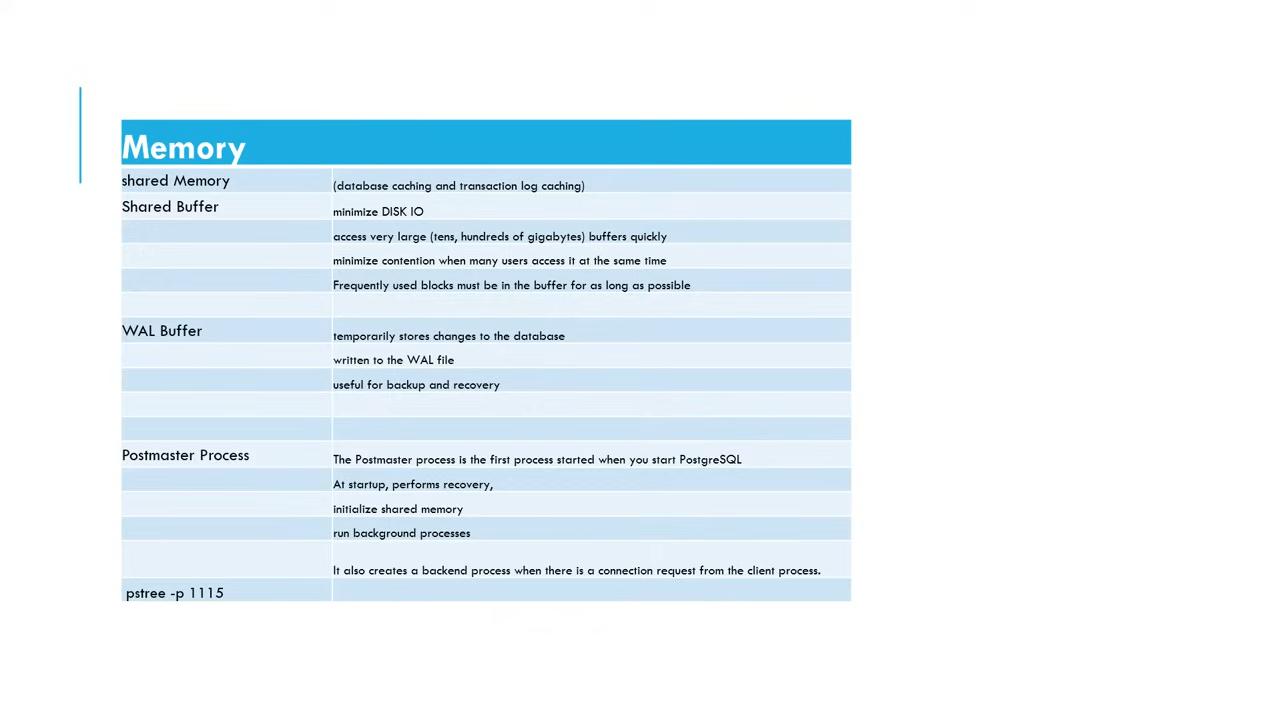 Memory
shared Memory (database caching and transaction log caching)
Shared Buffer minimize DISK IO
access very large (tens, hundreds of gigabytes) buffers quickly
minimize contention when many users access it at the same time
Frequently used blocks must be in the buffer for as long as possible
WAL Buffer temporarily stores changes to the database
written to the WAL file
useful for backup and recovery
Postmaster Process The Postmaster process is the first process started when you start PostgreSQL
At startup, performs recovery,
initialize shared memory
run background processes
It also creates a backend process when there is a connection request from the client process.
pstree -p 1115